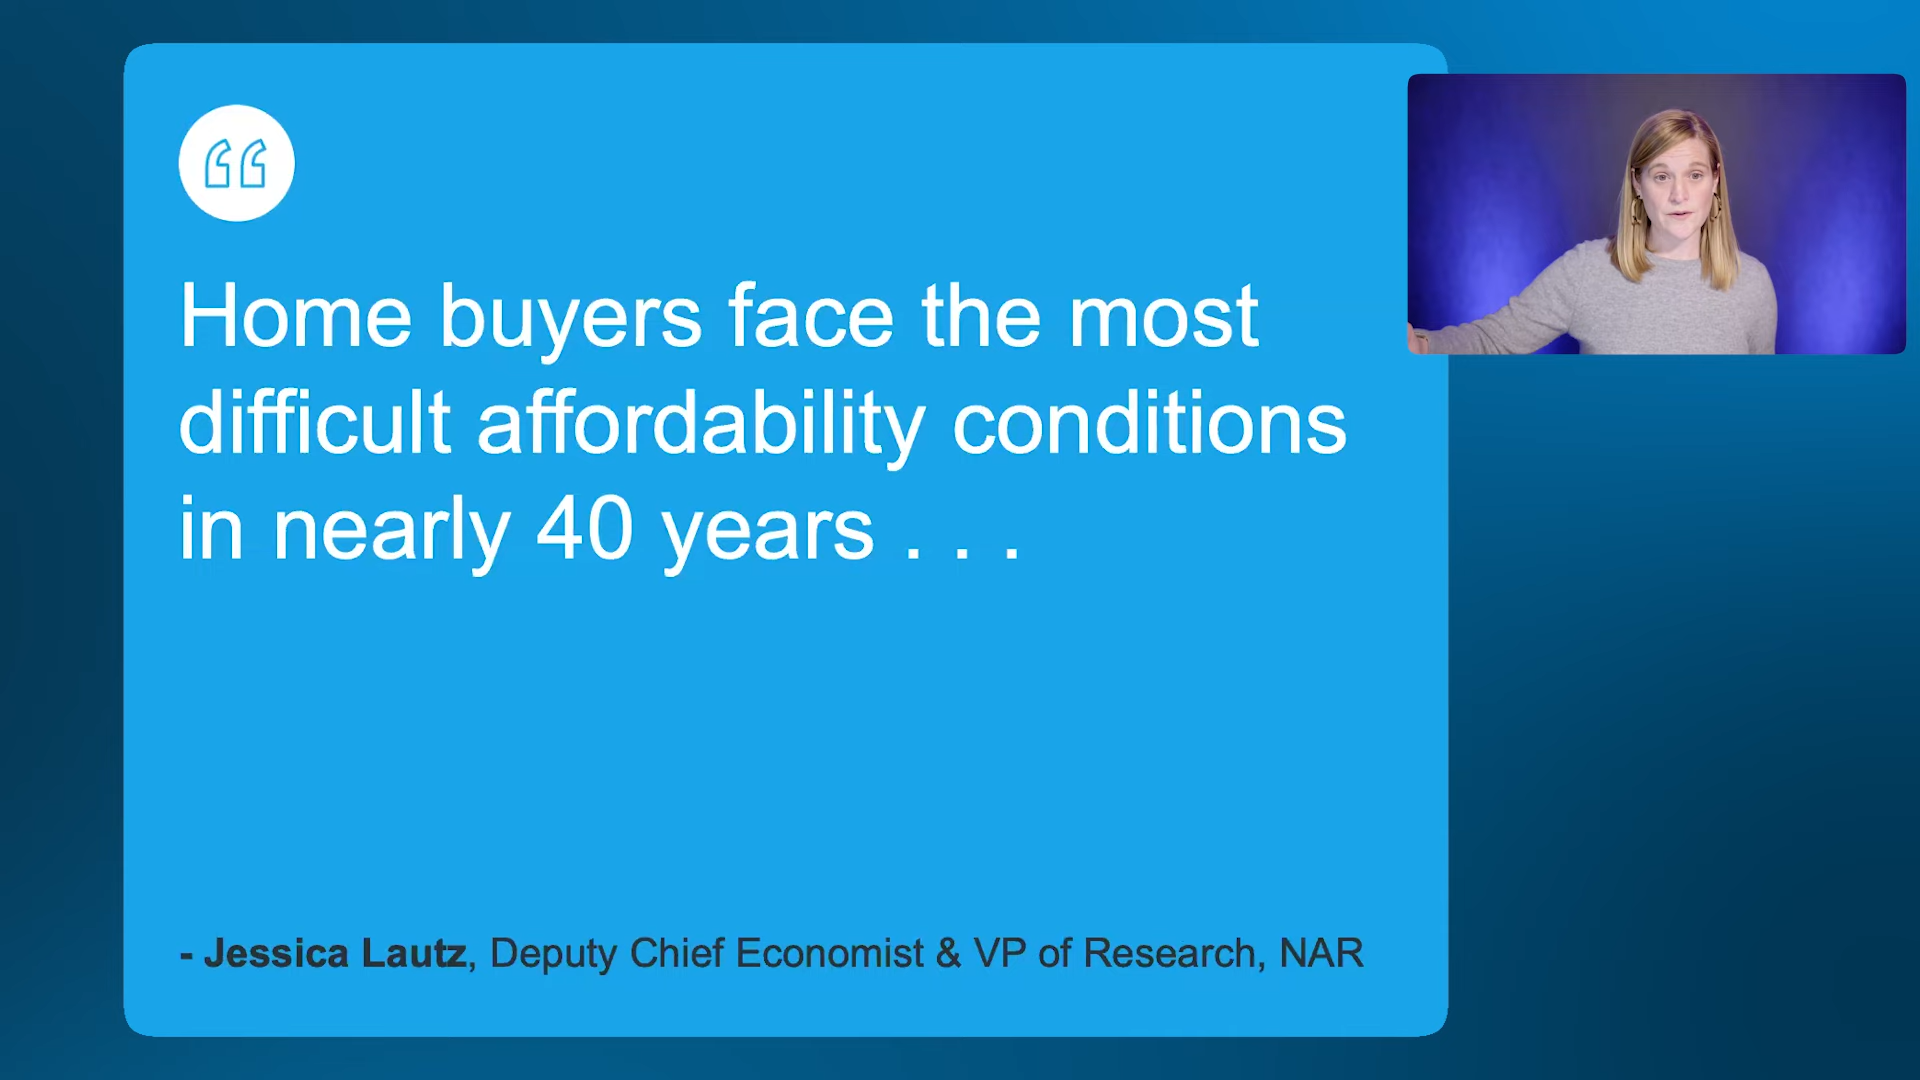 Home buyers face the most
difficult affordability conditions
in nearly 40 years . . .
- Jessica Lautz, Deputy Chief Economist & VP of Research, NAR